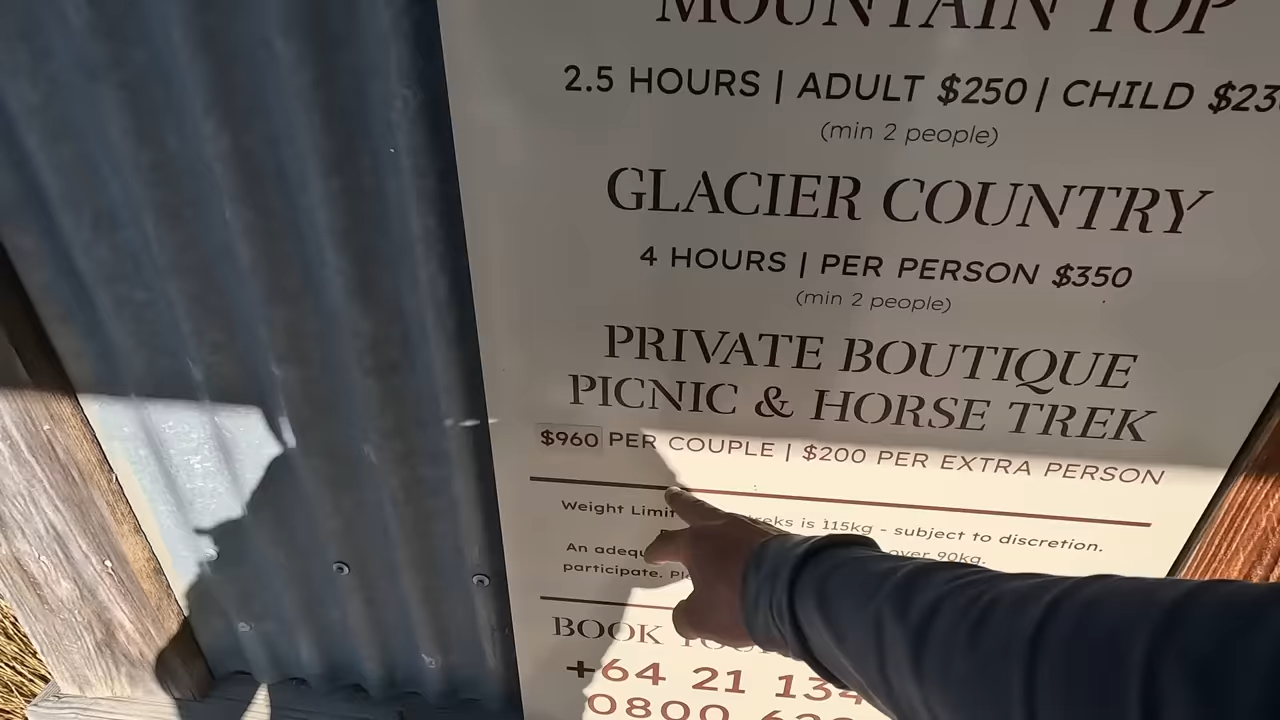 MOUNTAIN TOP
2.5 HOURS | ADULT $250 | CHILD
(min 2 people)
GLACIER COUNTRY
4 HOURS | PER PERSON $350
(min 2 people)
PRIVATE BOUTIQUE
PICNIC & HORSE TREK
$960 PER COUPLE | $200 PER EXTRA PERSON
Weight Limit treks is 115kg - subject to discretion.
over 90kg.
An
participate.
BOOK
+64 21
0800